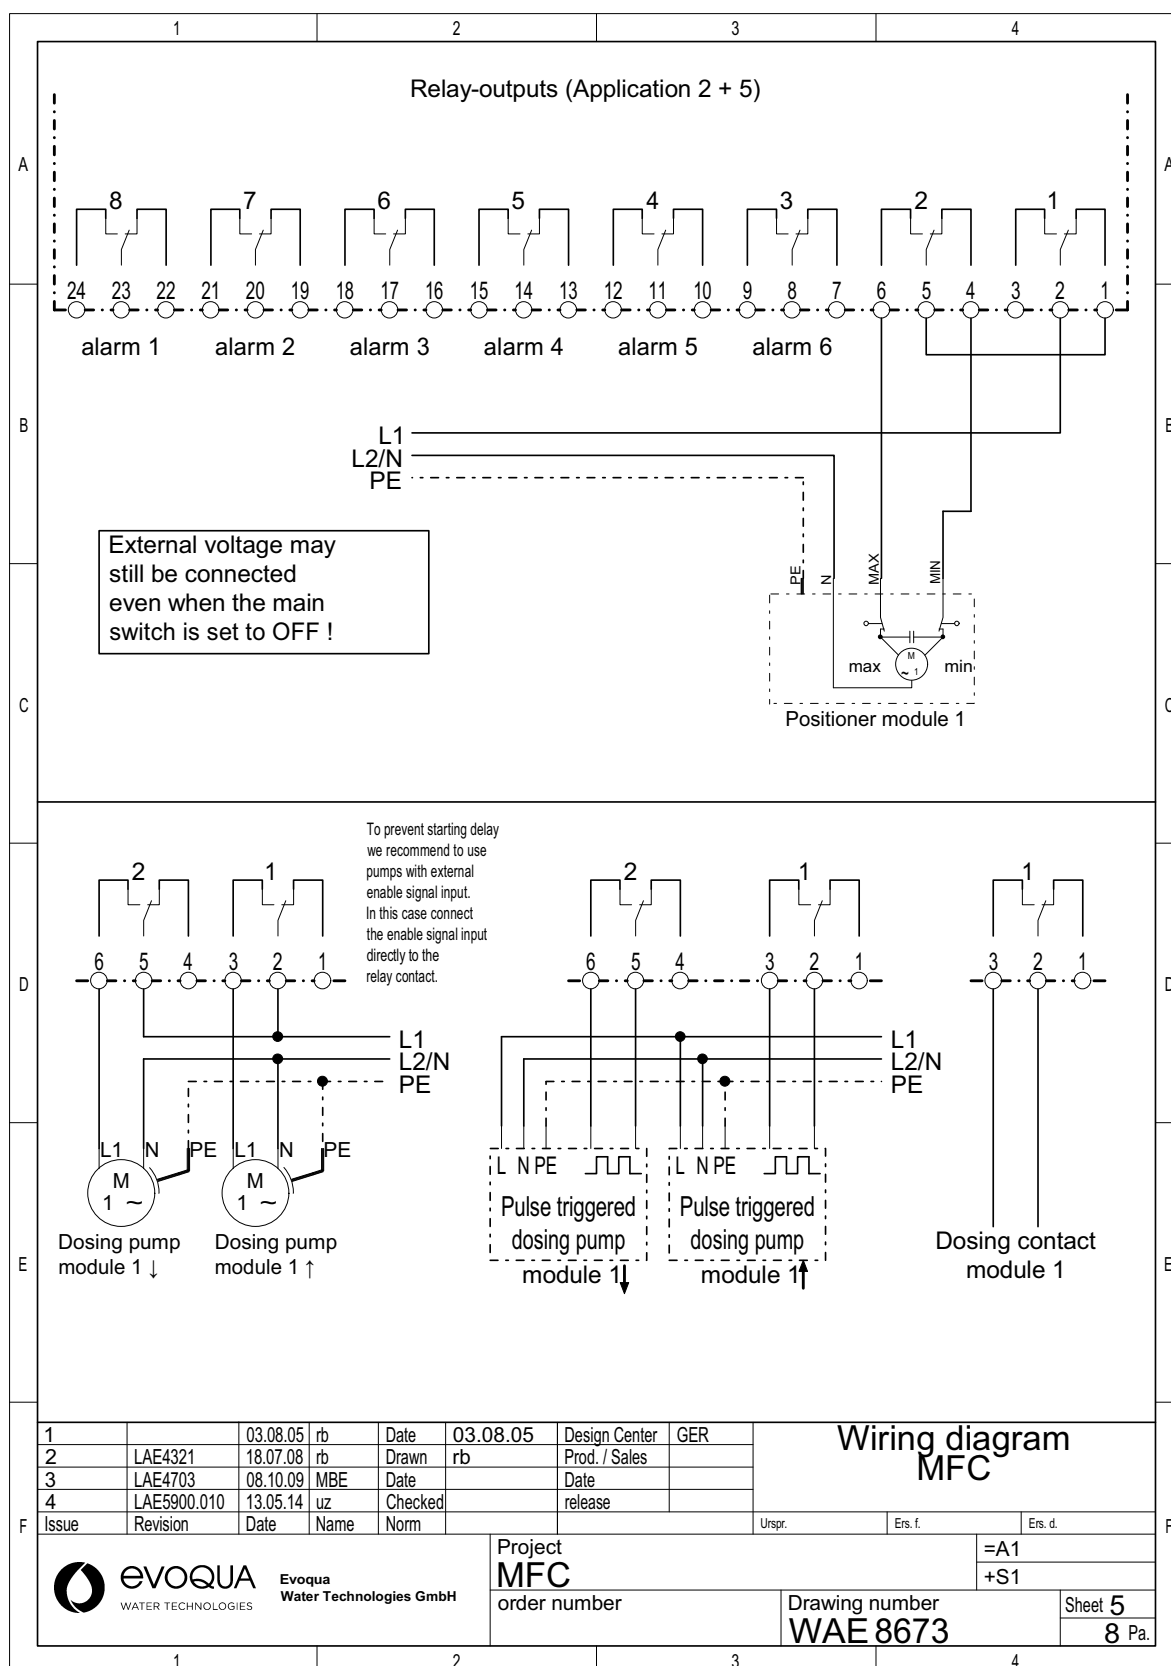 1 2 3 4
Relay-outputs (Application 2 + 5)
A A
8 7 6 5 4 3 2 1
24 23 22 21 20 19 18 17 16 15 14 13 12 11 10 9 8 7 6 5 4 3 2 1
alarm 1 alarm 2 alarm 3 alarm 4 alarm 5 alarm 6
B B
L1
L2/N
PE
External voltage may
still be connected
even when the main
switch is set to OFF !
PE N MAX MIN
M
~ 1
max min
C C
Positioner module 1
To prevent starting delay
we recommend to use
pumps with external
enable signal input.
In this case connect
the enable signal input
directly to the
relay contact.
2 1 2 1 1
6 5 4 3 2 1 6 5 4 3 2 1 3 2 1
D D
L1 L1
L2/N L2/N
PE PE
L1 N PE L1 N PE L N PE L N PE
M M
1 ~ 1 ~
Pulse triggered Pulse triggered
dosing pump dosing pump
module 1↓ module 1↑
Dosing pump Dosing pump
module 1 ↓ module 1 ↑
Dosing contact
module 1
E E
1 03.08.05 rb Date 03.08.05 Design Center GER
2 LAE4321 18.07.08 rb Drawn rb Prod. / Sales
3 LAE4703 08.10.09 MBE Date Date
4 LAE5900.010 13.05.14 uz Checked release
Issue Revision Date Name Norm
Wiring diagram
MFC
Urspr. Ers. f. Ers. d.
F F
evoQUA
WATER TECHNOLOGIES
Evoqua
Water Technologies GmbH
Project
MFC
=A1
+S1
order number
Drawing number
WAE 8673
Sheet 5
8 Pa.
1 2 3 4